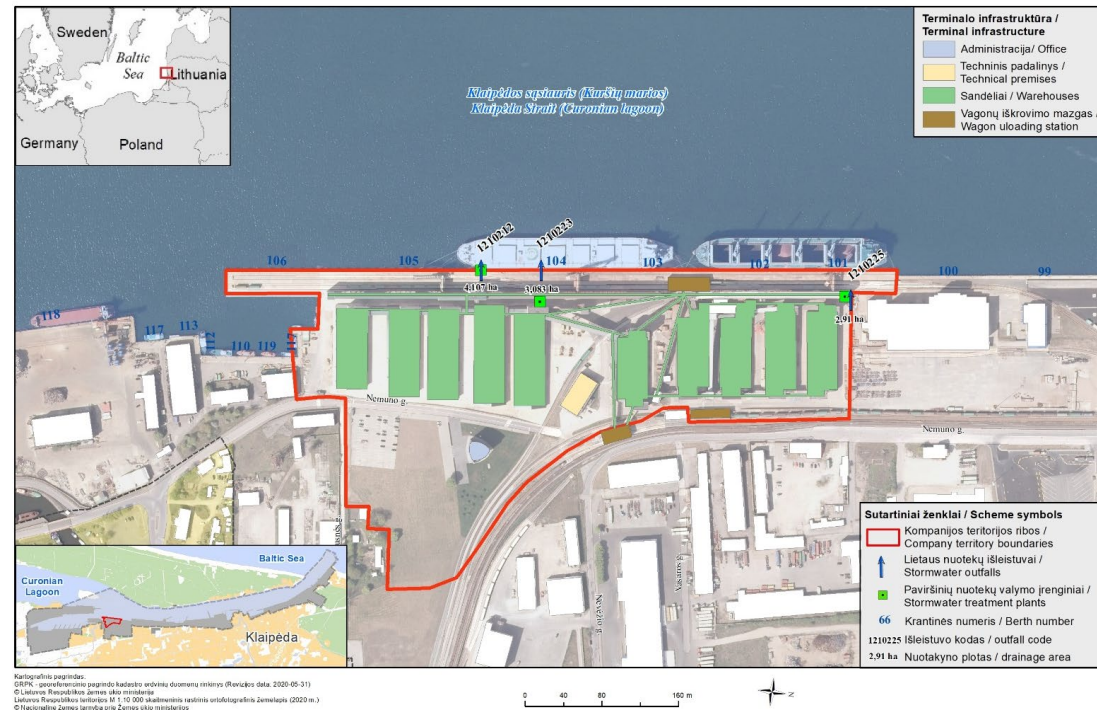 Sweden
Baltic
Sea
Lithuania
Germany
Poland
Klaipėdos sąsiauris (Kuršių marios)
Klaipėda Strait (Curonian lagoon)
Terminalo infrastruktūra /
Terminal infrastructure
Administracija/ Office
Techninis padalinys /
Technical premises
Sandėliai / Warehouses
Vagonų iškrovimo mazgas /
Wagon uloading station
1210212
1210223
1210225
106
105
104
103
102
101
100
99
4,107 ha
3,083 ha
2,91 ha
118
117
113
112
110
119
Nemuno g.
Nemuno g.
Nevėžio g.
Vasaros g.
Baltic Sea
Curonian
Lagoon
Klaipėda
Sutartiniai ženklai / Scheme symbols
Kompanijos teritorijos ribos /
Company territory boundaries
Lietaus nuotekų išleistuvai /
Stormwater outfalls
Paviršinių nuotekų valymo įrenginiai /
Stormwater treatment plants
66 Krantinės numeris / Berth number
1210225 Išleistuvo kodas / outfall code
2,91 ha Nuotakyno plotas / drainage area
Kartografinis pagrindas:
GRPK - georeferencinio pagrindo kadastro erdvinių duomenų rinkinys (Revizijos data: 2020-05-31)
© Lietuvos Respublikos žemės ūkio ministerija
Lietuvos Respublikos teritorijos M 1:10 000 skaitmeninis rastrinis ortofotografinis žemėlapis (2020 m.)
© Nacionalinė Žemės tarnyba prie Žemės ūkio ministerijos
0 40 80 160 m
Z